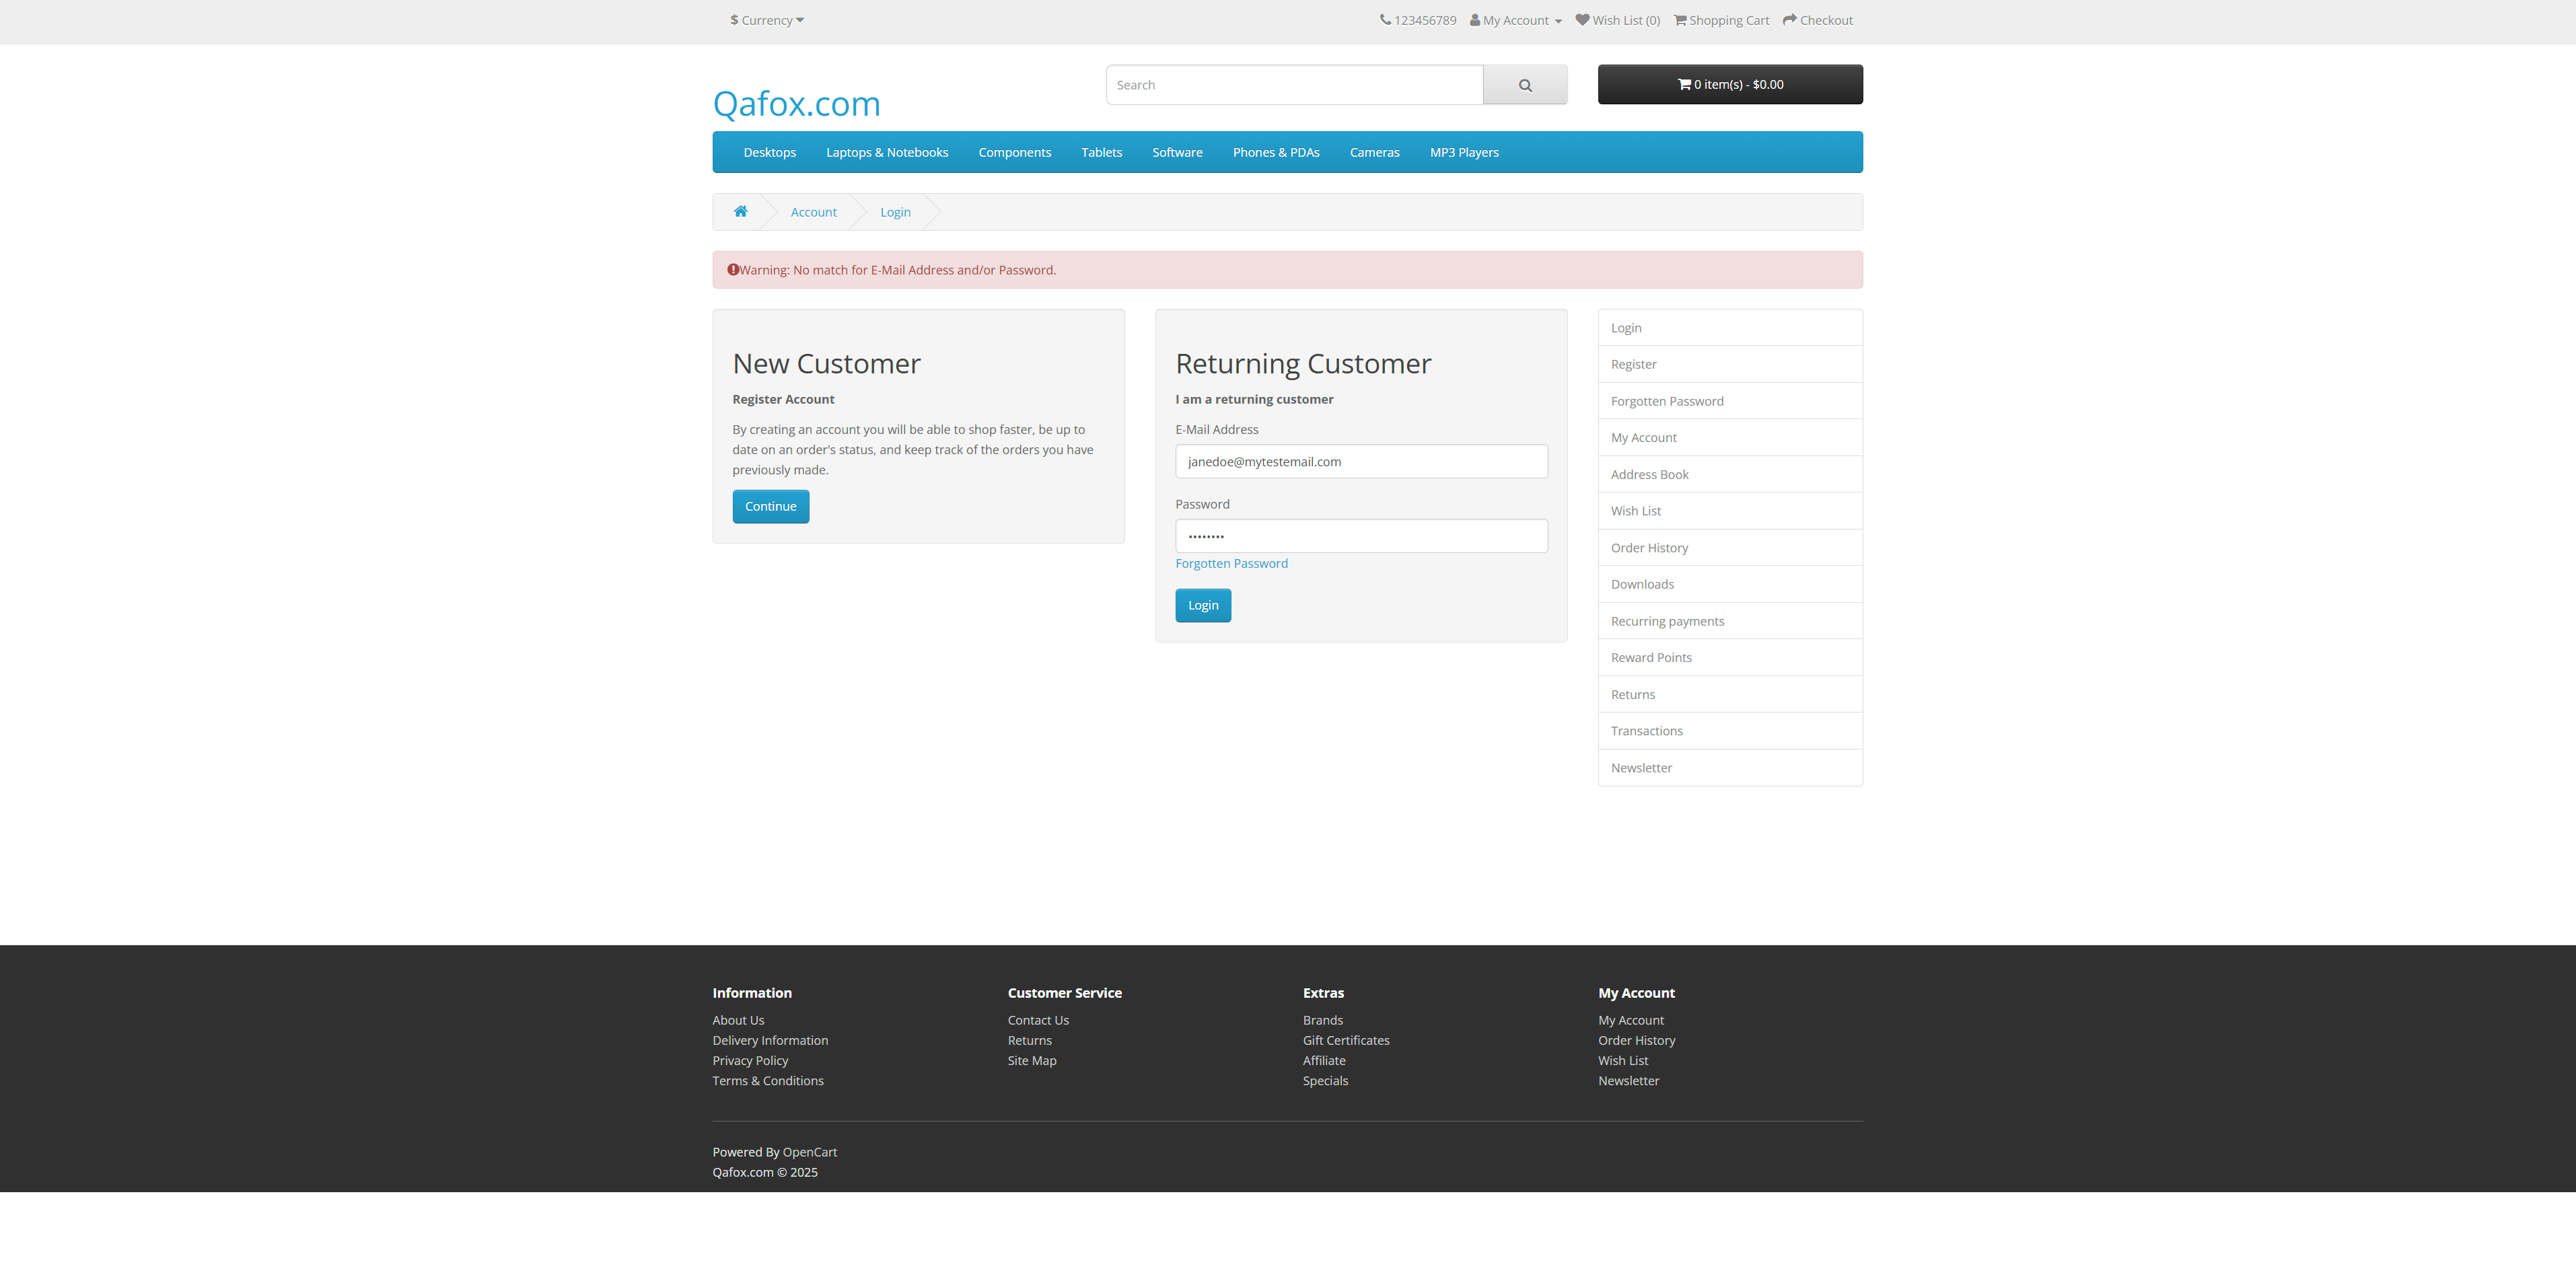 $ Currency
123456789 My Account Wish List (0) Shopping Cart Checkout
Qafox.com
Search
0 item(s) - $0.00
Desktops Laptops & Notebooks Components Tablets Software Phones & PDAs Cameras MP3 Players
Account Login
Warning: No match for E-Mail Address and/or Password.
New Customer
Register Account
By creating an account you will be able to shop faster, be up to
date on an order's status, and keep track of the orders you have
previously made.
Continue
Returning Customer
I am a returning customer
E-Mail Address
janedoe@mytestemail.com
Password
••••••••
Forgotten Password
Login
Login
Register
Forgotten Password
My Account
Address Book
Wish List
Order History
Downloads
Recurring payments
Reward Points
Returns
Transactions
Newsletter
Information
About Us
Delivery Information
Privacy Policy
Terms & Conditions
Customer Service
Contact Us
Returns
Site Map
Extras
Brands
Gift Certificates
Affiliate
Specials
My Account
My Account
Order History
Wish List
Newsletter
Powered By OpenCart
Qafox.com © 2025